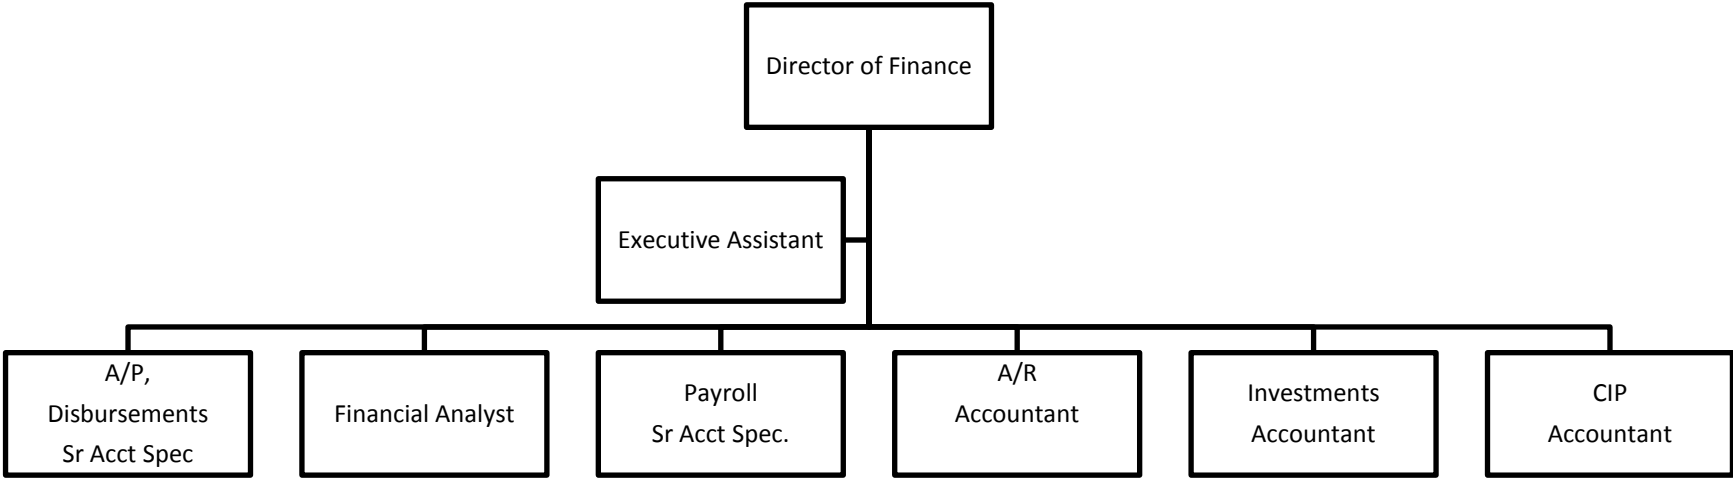 Director of Finance
Executive Assistant
A/P,
Disbursements
Sr Acct Spec
Financial Analyst
Payroll
Sr Acct Spec.
A/R
Accountant
Investments
Accountant
CIP
Accountant